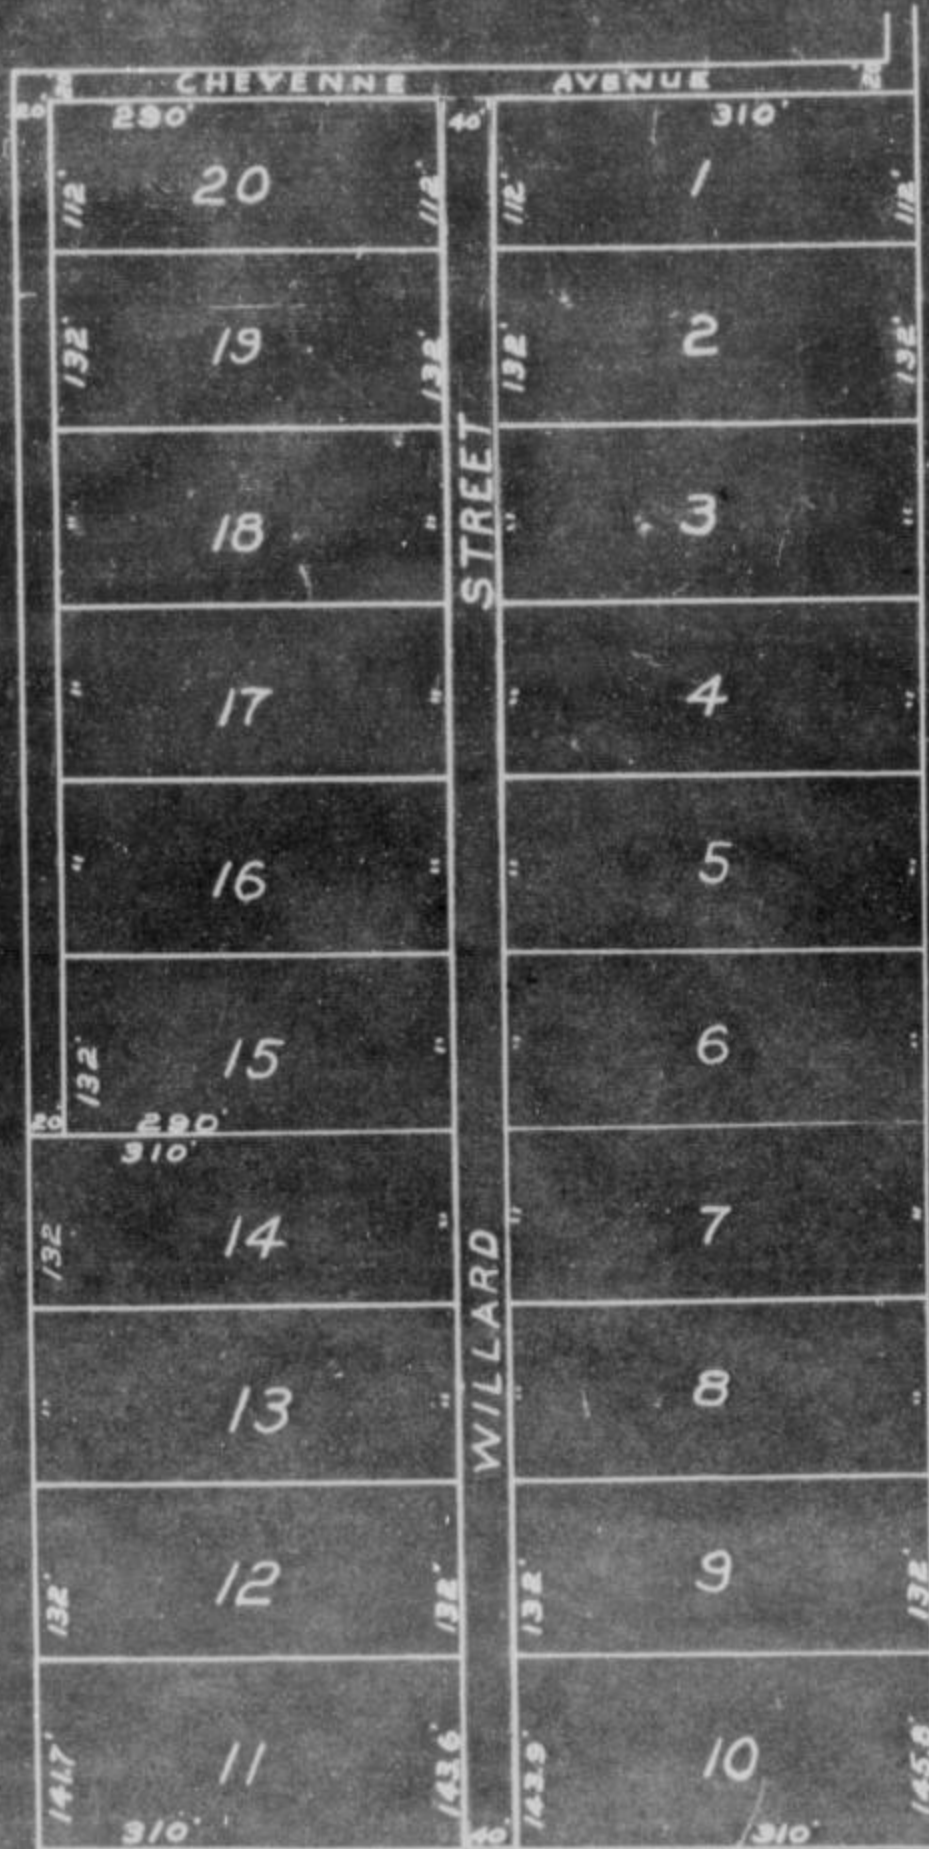 CHEYENNE AVENUE
20' 20' 20'
290' 40' 310'
112' 20 112' 112' 1 112'
132' 19 132' 132' 2 132'
STREET
" 18 " " 3 "
" 17 " " 4 "
" 16 " " 5 "
132' 15 " " 6 "
20' 290'
310'
132' 14 " " 7 "
WILLARD
" 13 " " 8 "
132' 12 132' 132' 9 132'
141.7' 11 143.6' 143.9' 10 145.8'
310' 40' 310'